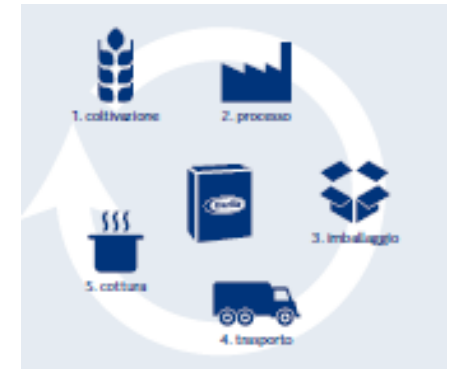 1. coltivazione
2. processo
3. imballaggio
4. trasporto
5. cottura